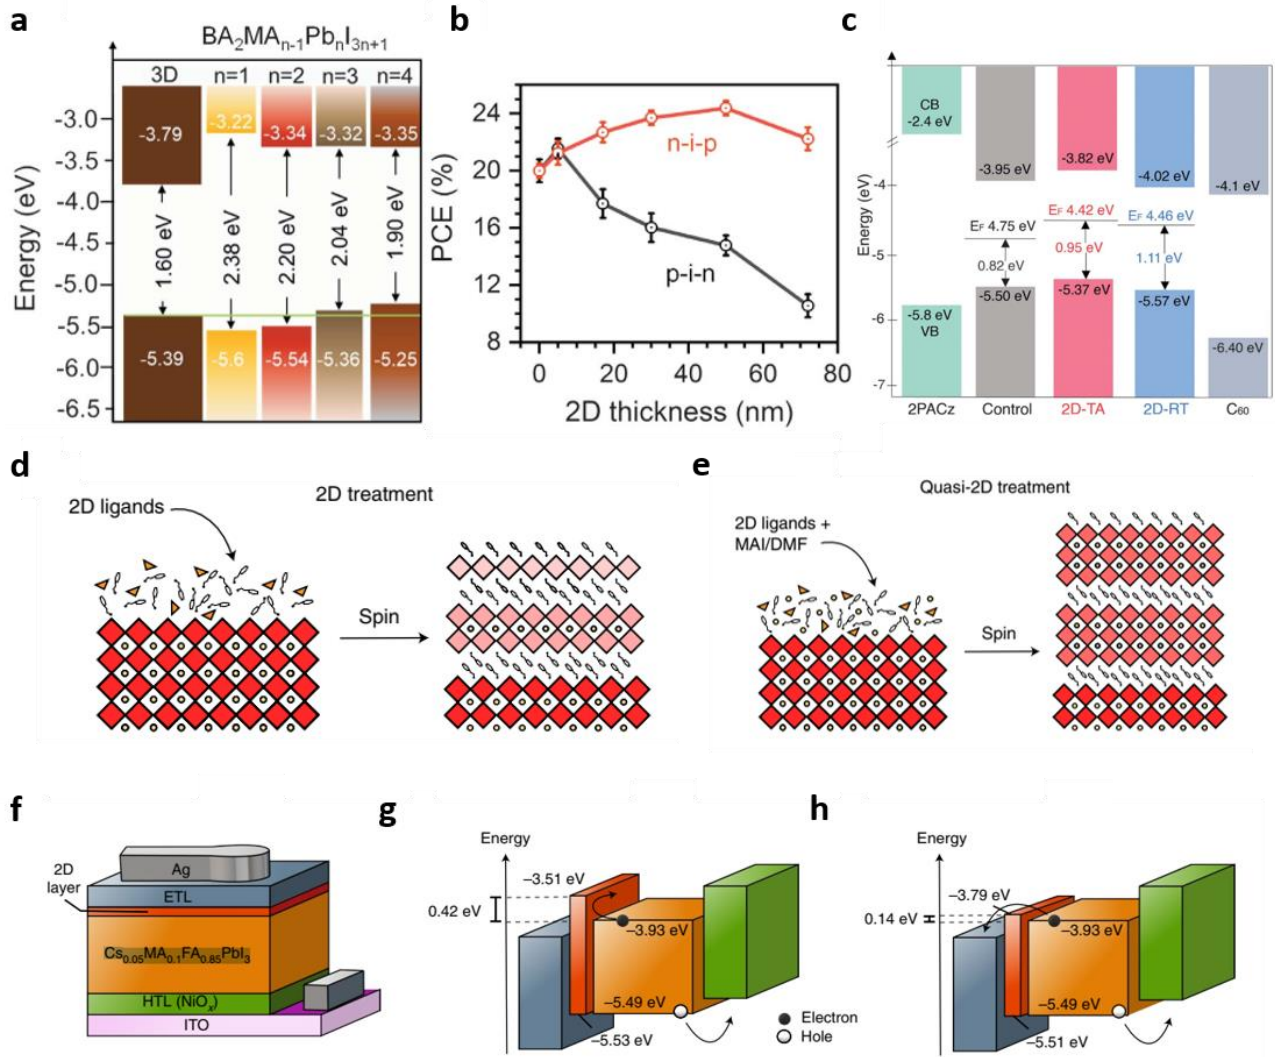 a
BA2MAn-1PbnI3n+1
3D
n=1
n=2
n=3
n=4
Energy (eV)
-3.0
-3.5
-4.0
-4.5
-5.0
-5.5
-6.0
-6.5
-3.79
-3.22
-3.34
-3.32
-3.35
1.60 eV
2.38 eV
2.20 eV
2.04 eV
1.90 eV
-5.39
-5.6
-5.54
-5.36
-5.25
b
PCE (%)
24
20
16
12
8
n-i-p
p-i-n
0
20
40
60
80
2D thickness (nm)
c
Energy (eV)
-4
-5
-6
-7
CB
-2.4 eV
-3.95 eV
-3.82 eV
-4.02 eV
-4.1 eV
EF 4.75 eV
EF 4.42 eV
EF 4.46 eV
0.82 eV
0.95 eV
1.11 eV
-5.50 eV
-5.37 eV
-5.57 eV
-5.8 eV
VB
-6.40 eV
2PACz
Control
2D-TA
2D-RT
C60
d
2D treatment
2D ligands
Spin
e
Quasi-2D treatment
2D ligands +
MAI/DMF
Spin
f
2D
layer
Ag
ETL
Cs0.05MA0.1FA0.85PbI3
HTL (NiOx)
ITO
g
Energy
0.42 eV
–3.51 eV
–3.93 eV
–5.49 eV
–5.53 eV
Electron
Hole
h
Energy
0.14 eV
–3.79 eV
–3.93 eV
–5.49 eV
–5.51 eV